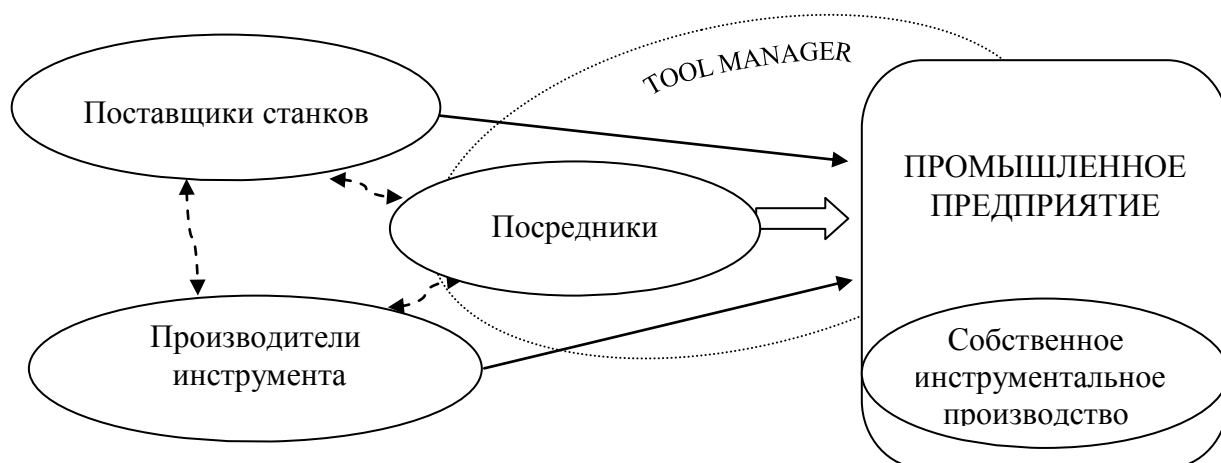 TOOL MANAGER
Поставщики станков
ПРОМЫШЛЕННОЕ
ПРЕДПРИЯТИЕ
Посредники
Производители
инструмента
Собственное
инструментальное
производство